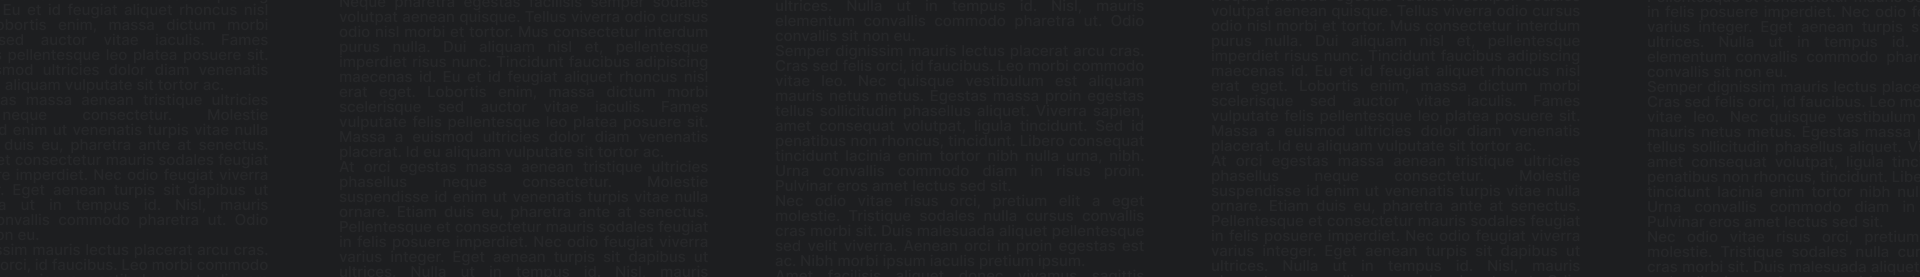 Eu et id feugiat aliquet rhoncus nisl
lobortis enim, massa dictum morbi
sed auctor vitae iaculis. Fames
pellentesque leo platea posuere sit.
ultricies dolor diam venenatis
aliquam vulputate sit tortor ac.
massa aenean tristique ultricies
neque consectetur. Molestie
enim ut venenatis turpis vitae nulla
duis eu, pharetra ante at senectus.
et consectetur mauris sodales feugiat
imperdiet. Nec odio feugiat viverra
Eget aenean turpis sit dapibus ut
ut in tempus id. Nisl, mauris
commodo pharetra ut. Odio
eu.
mauris lectus placerat arcu cras.
orci, id faucibus. Leo morbi commodo
Neque pharetra egestas facilisis semper sodales
volutpat aenean quisque. Tellus viverra odio cursus
odio nisl morbi et tortor. Mus consectetur interdum
purus nulla. Dui aliquam nisl et, pellentesque
imperdiet risus nunc. Tincidunt faucibus adipiscing
maecenas id. Eu et id feugiat aliquet rhoncus nisl
erat eget. Lobortis enim, massa dictum morbi
scelerisque sed auctor vitae iaculis. Fames
vulputate felis pellentesque leo platea posuere sit.
Massa a euismod ultricies dolor diam venenatis
placerat. Id eu aliquam vulputate sit tortor ac.
At orci egestas massa aenean tristique ultricies
phasellus neque consectetur. Molestie
suspendisse id enim ut venenatis turpis vitae nulla
ornare. Etiam duis eu, pharetra ante at senectus.
Pellentesque et consectetur mauris sodales feugiat
in felis posuere imperdiet. Nec odio feugiat viverra
varius integer. Eget aenean turpis sit dapibus ut
ultrices. Nulla ut in tempus id. Nisl, mauris
ultrices. Nulla ut in tempus id. Nisl, mauris
elementum convallis commodo pharetra ut. Odio
convallis sit non eu.
Semper dignissim mauris lectus placerat arcu cras.
Cras sed felis orci, id faucibus. Leo morbi commodo
vitae leo. Nec quisque vestibulum est aliquam
mauris netus metus. Egestas massa proin egestas
tellus sollicitudin phasellus aliquet. Viverra sapien,
amet consequat volutpat, ligula tincidunt. Sed id
penatibus non rhoncus, tincidunt. Libero consequat
tincidunt lacinia enim tortor nibh nulla urna, nibh.
Urna convallis commodo diam in risus proin.
Pulvinar eros amet lectus sed sit.
Nec odio vitae risus orci, pretium elit a eget
molestie. Tristique sodales nulla cursus convallis
cras morbi sit. Duis malesuada aliquet pellentesque
sed velit viverra. Aenean orci in proin egestas est
ac. Nibh morbi ipsum iaculis pretium ipsum.
volutpat aenean quisque. Tellus viverra odio cursus
odio nisl morbi et tortor. Mus consectetur interdum
purus nulla. Dui aliquam nisl et, pellentesque
imperdiet risus nunc. Tincidunt faucibus adipiscing
maecenas id. Eu et id feugiat aliquet rhoncus nisl
erat eget. Lobortis enim, massa dictum morbi
scelerisque sed auctor vitae iaculis. Fames
vulputate felis pellentesque leo platea posuere sit.
Massa a euismod ultricies dolor diam venenatis
placerat. Id eu aliquam vulputate sit tortor ac.
At orci egestas massa aenean tristique ultricies
phasellus neque consectetur. Molestie
suspendisse id enim ut venenatis turpis vitae nulla
ornare. Etiam duis eu, pharetra ante at senectus.
Pellentesque et consectetur mauris sodales feugiat
in felis posuere imperdiet. Nec odio feugiat viverra
varius integer. Eget aenean turpis sit dapibus ut
ultrices. Nulla ut in tempus id. Nisl, mauris
in felis posuere imperdiet. Nec odio
varius integer. Eget aenean turpis
ultrices. Nulla ut in tempus id.
elementum convallis commodo
convallis sit non eu.
Semper dignissim mauris lectus
Cras sed felis orci, id faucibus. Leo
vitae leo. Nec quisque vestibulum
mauris netus metus. Egestas massa
tellus sollicitudin phasellus aliquet.
amet consequat volutpat, ligula
penatibus non rhoncus, tincidunt.
tincidunt lacinia enim tortor nibh
Urna convallis commodo diam in
Pulvinar eros amet lectus sed sit.
Nec odio vitae risus orci, pretium
molestie. Tristique sodales nulla
cras morbi sit. Duis malesuada